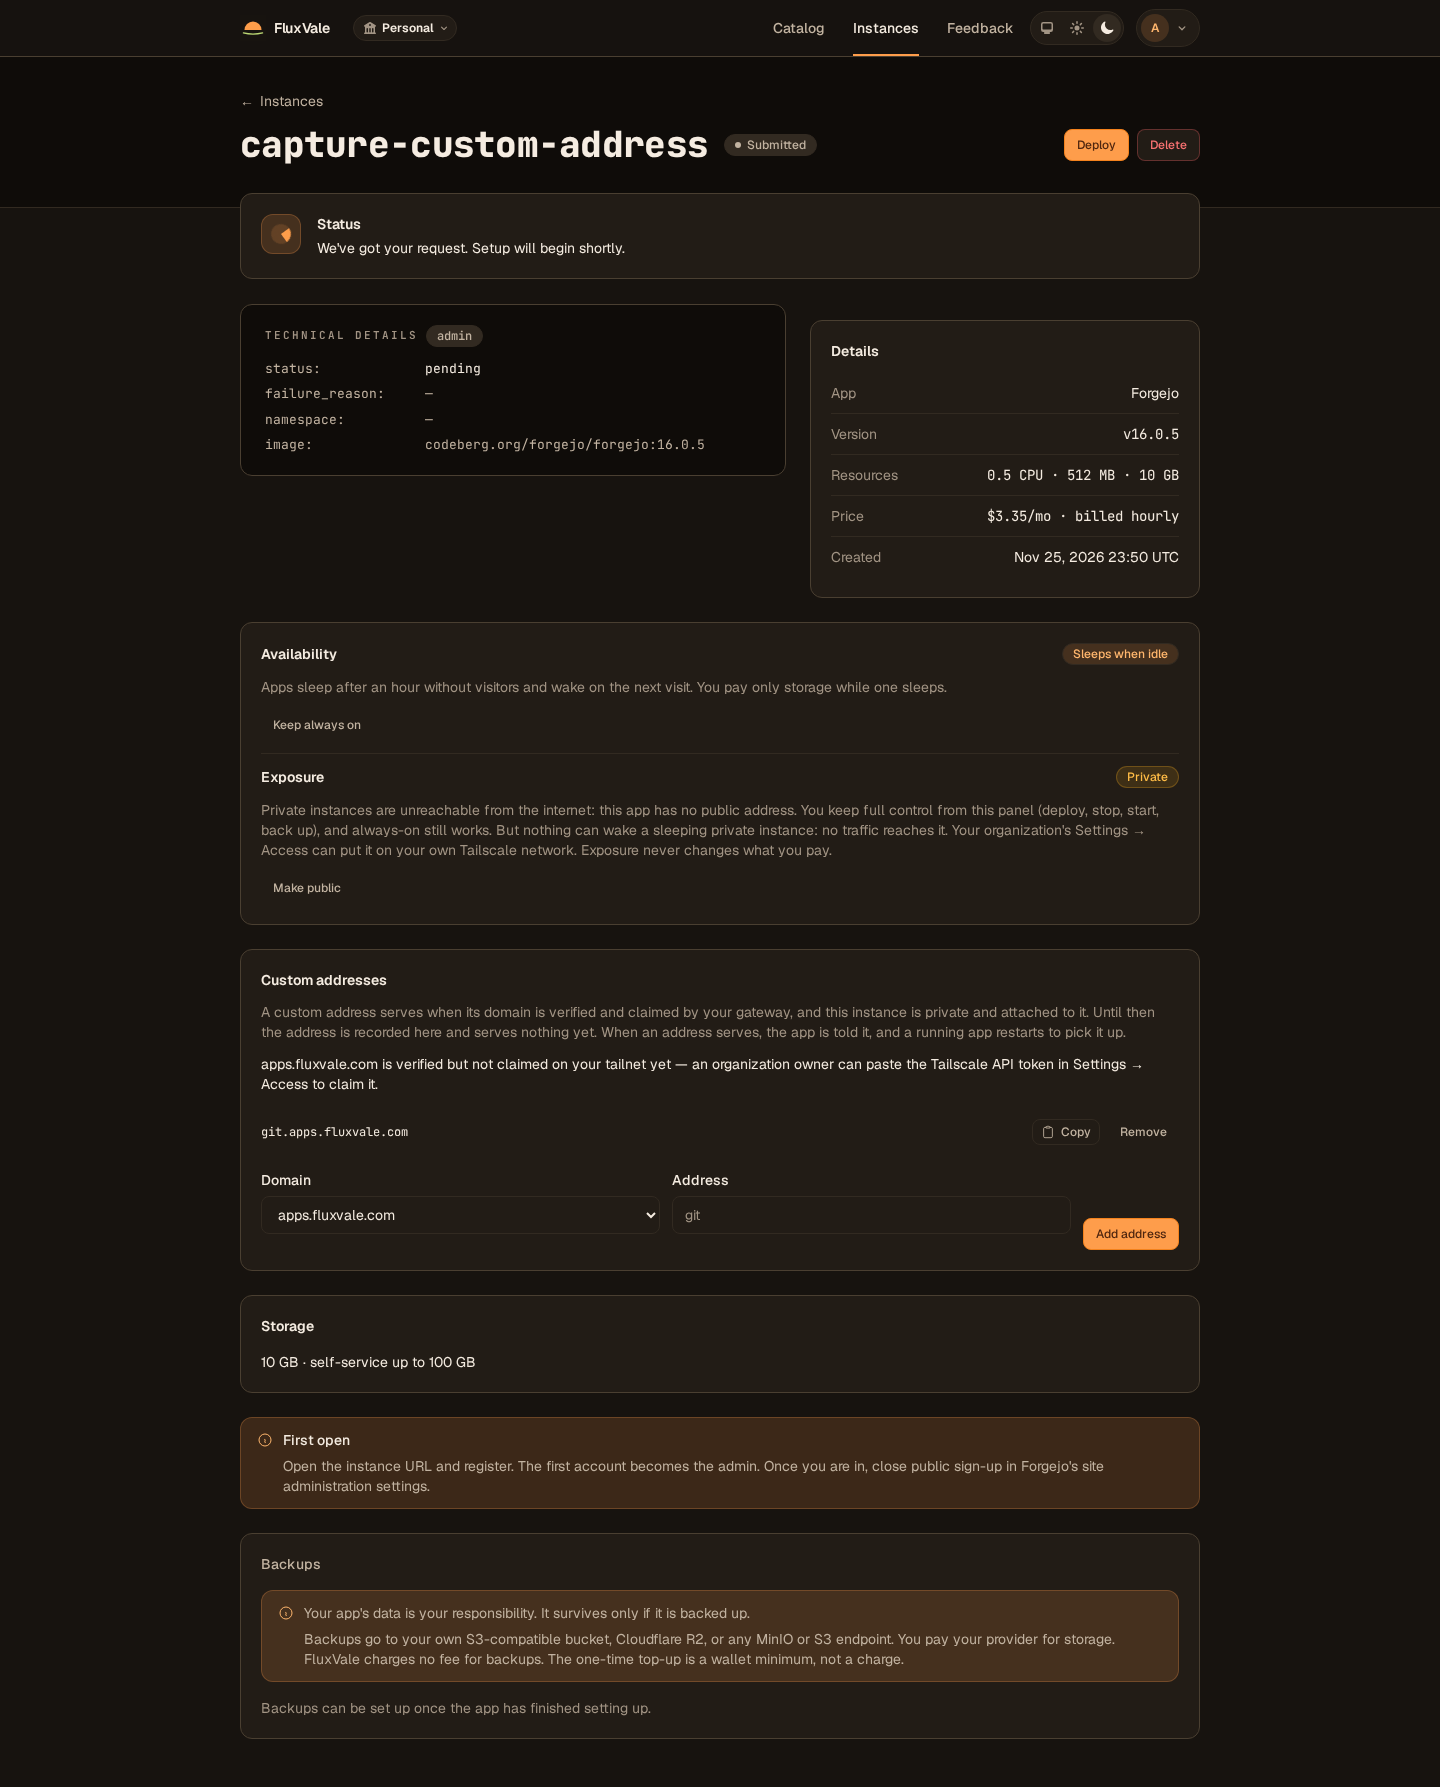 FluxVale
Personal
Catalog
Instances
Feedback
A
← Instances
capture-custom-address
Submitted
Deploy
Delete
Status
We've got your request. Setup will begin shortly.
TECHNICAL DETAILS admin
status: pending
failure_reason: —
namespace: —
image: codeberg.org/forgejo/forgejo:16.0.5
Details
App Forgejo
Version v16.0.5
Resources 0.5 CPU · 512 MB · 10 GB
Price $3.35/mo · billed hourly
Created Nov 25, 2026 23:50 UTC
Availability
Sleeps when idle
Apps sleep after an hour without visitors and wake on the next visit. You pay only storage while one sleeps.
Keep always on
Exposure
Private
Private instances are unreachable from the internet: this app has no public address. You keep full control from this panel (deploy, stop, start,
back up), and always-on still works. But nothing can wake a sleeping private instance: no traffic reaches it. Your organization's Settings →
Access can put it on your own Tailscale network. Exposure never changes what you pay.
Make public
Custom addresses
A custom address serves when its domain is verified and claimed by your gateway, and this instance is private and attached to it. Until then
the address is recorded here and serves nothing yet. When an address serves, the app is told it, and a running app restarts to pick it up.
apps.fluxvale.com is verified but not claimed on your tailnet yet — an organization owner can paste the Tailscale API token in Settings →
Access to claim it.
git.apps.fluxvale.com
Copy
Remove
Domain
Address
apps.fluxvale.com
git
Add address
Storage
10 GB · self-service up to 100 GB
First open
Open the instance URL and register. The first account becomes the admin. Once you are in, close public sign-up in Forgejo's site
administration settings.
Backups
Your app's data is your responsibility. It survives only if it is backed up.
Backups go to your own S3-compatible bucket, Cloudflare R2, or any MinIO or S3 endpoint. You pay your provider for storage.
FluxVale charges no fee for backups. The one-time top-up is a wallet minimum, not a charge.
Backups can be set up once the app has finished setting up.